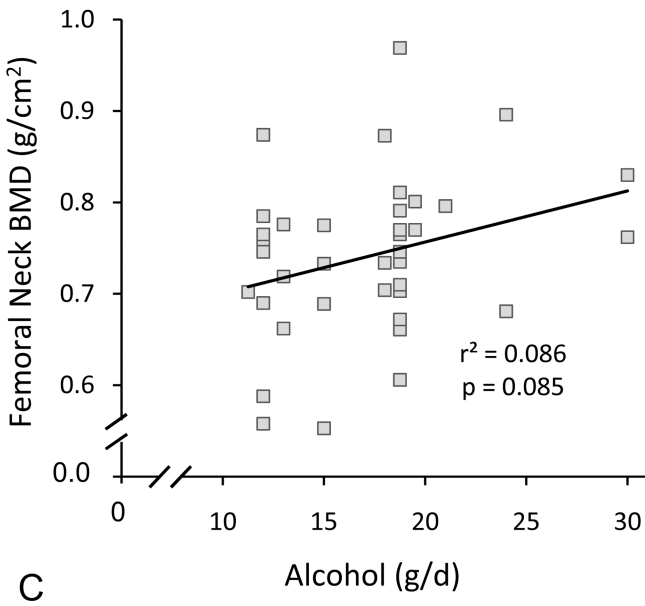 1.0
0.9
0.8
0.7
0.6
0.0
Femoral Neck BMD (g/cm²)
r² = 0.086
p = 0.085
0 10 15 20 25 30
Alcohol (g/d)
C